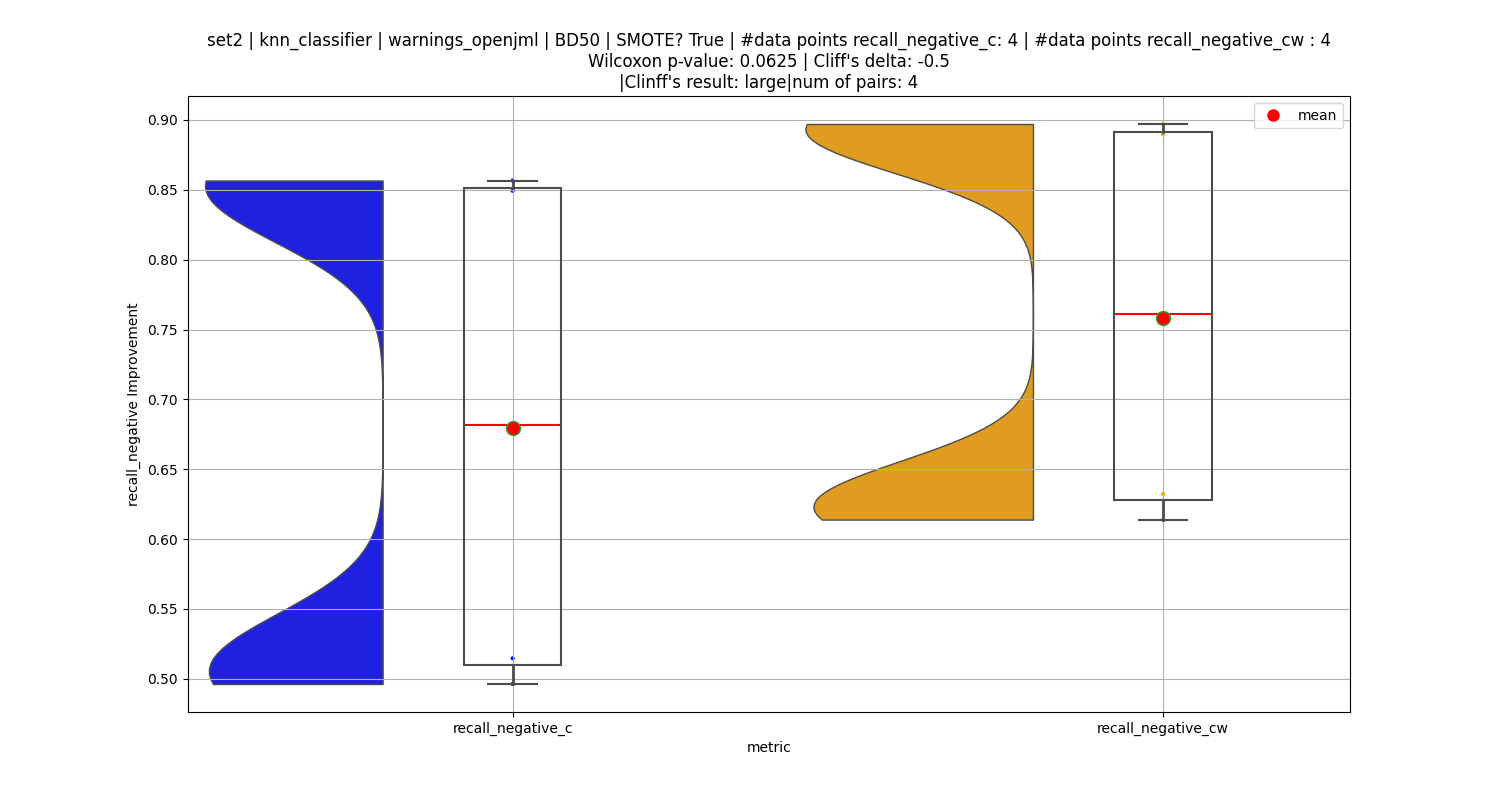 set2 | knn_classifier | warnings_openjml | BD50 | SMOTE? True | #data points recall_negative_c: 4 | #data points recall_negative_cw : 4
Wilcoxon p-value: 0.0625 | Cliff's delta: -0.5
|Clinff's result: large|num of pairs: 4
mean
0.90
0.85
0.80
0.75
0.70
0.65
0.60
0.55
0.50
recall_negative Improvement
recall_negative_c
recall_negative_cw
metric